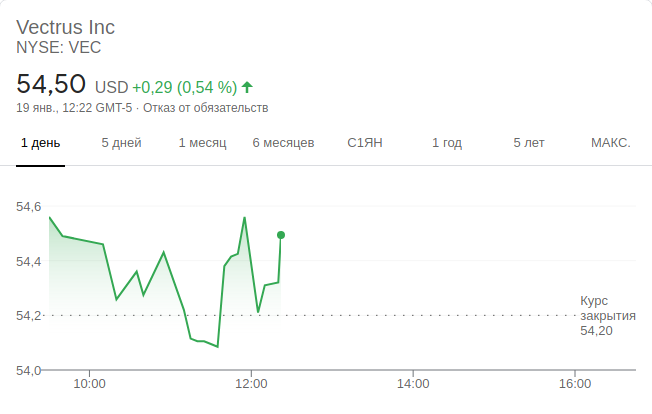 Vectrus Inc
NYSE: VEC
54,50 USD +0,29 (0,54 %)
19 янв., 12:22 GMT-5 · Отказ от обязательств
1 день 5 дней 1 месяц 6 месяцев С1ЯН 1 год 5 лет МАКС.
54,6
54,4
54,2
54,0
Курс
закрытия
54,20
10:00 12:00 14:00 16:00